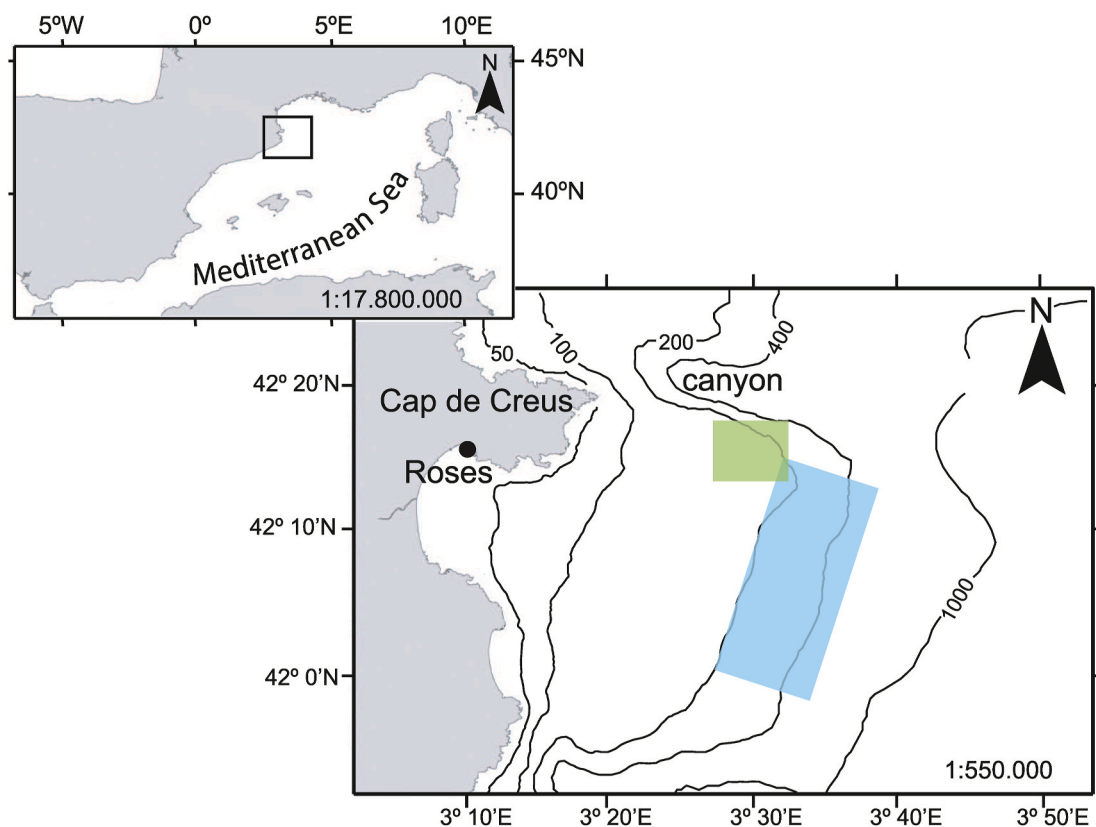 5ºW 0º 5ºE 10ºE
N
45ºN
40ºN
Mediterranean Sea
1:17.800.000
N
50
100
200
400
canyon
42º 20'N
Cap de Creus
Roses
42º 10'N
1000
42º 0'N
1:550.000
3º 10'E 3º 20'E 3º 30'E 3º 40'E 3º 50'E